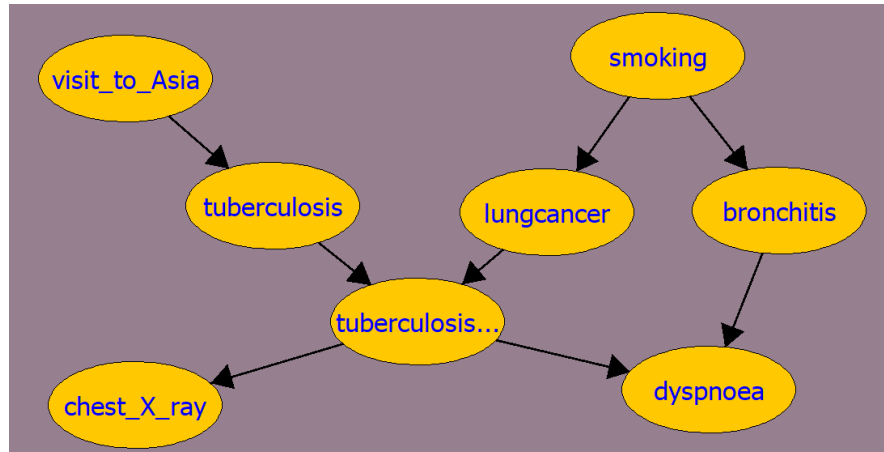 smoking
visit_to_Asia
tuberculosis
lungcancer
bronchitis
tuberculosis...
dyspnoea
chest_X_ray